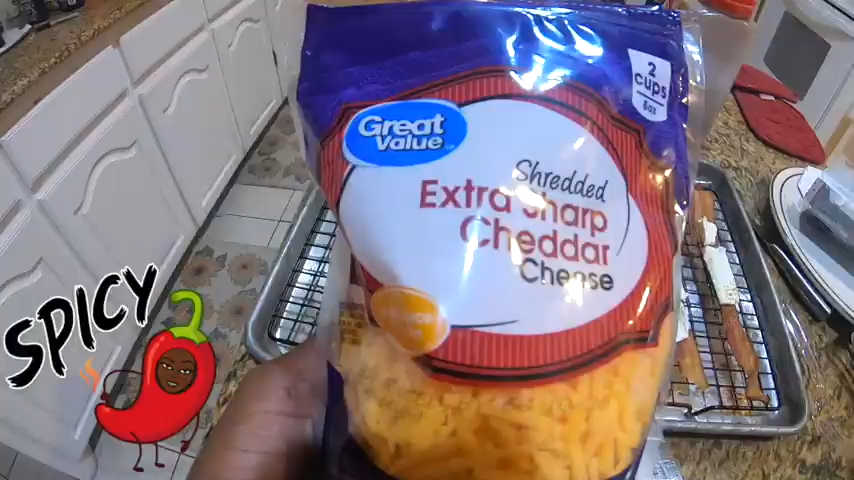 2
cups
8oz
Great
Value
Shredded
Extra Sharp
Cheddar
Cheese
SPICY